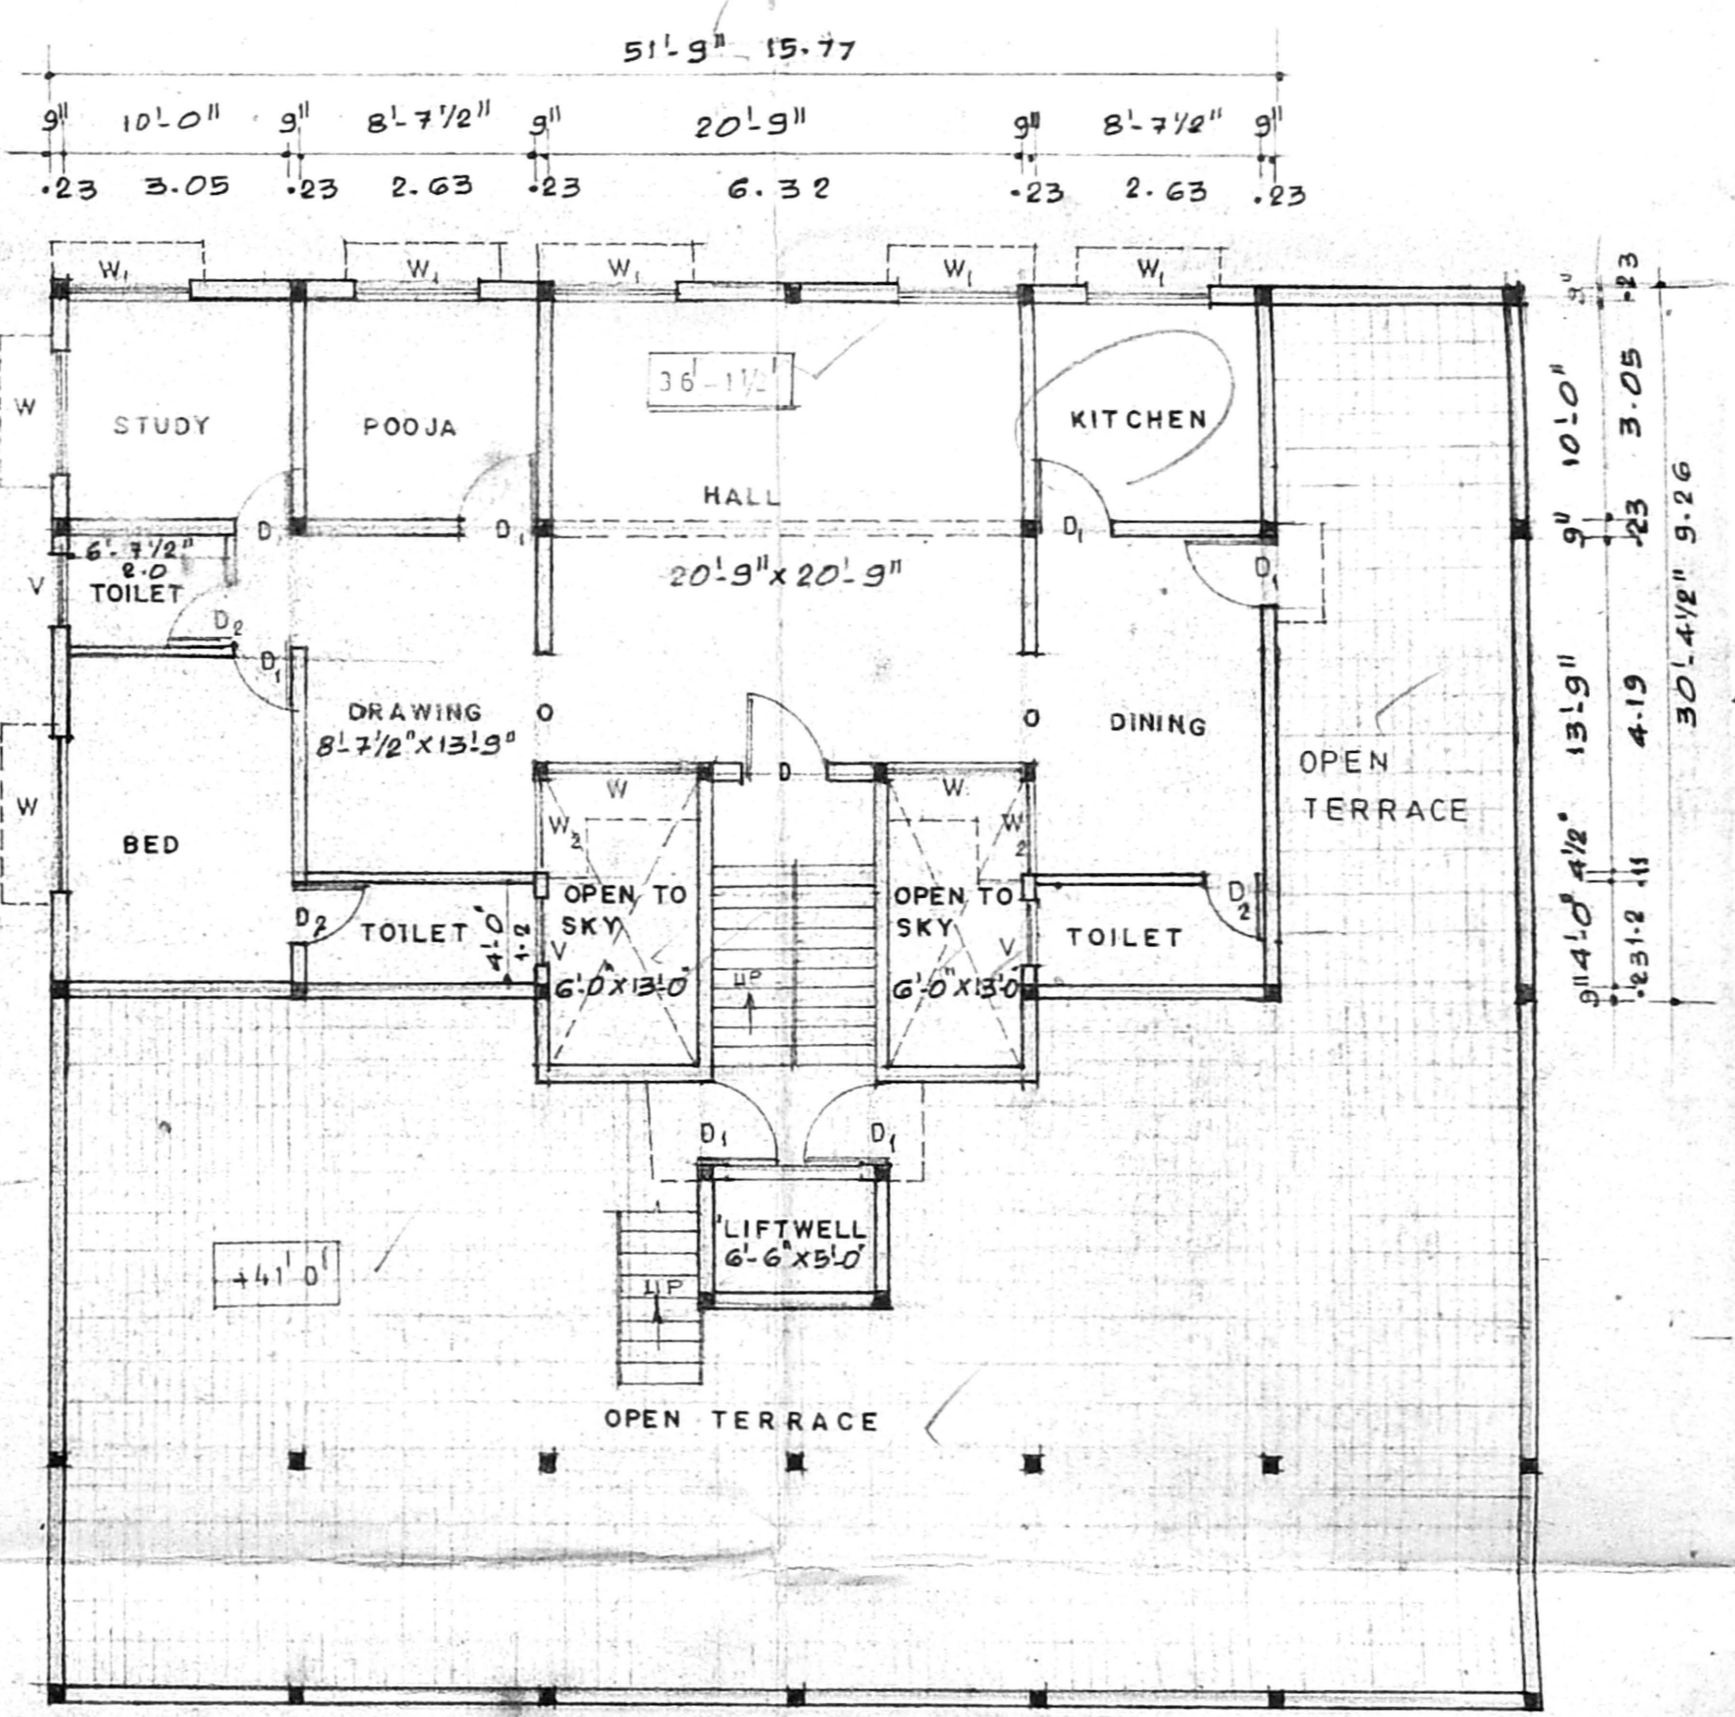 51'-9" 15.77
9" 10'-0" 9" 8'-7½" 9" 20'-9" 9" 8'-7½" 9"
.23 3.05 .23 2.63 .23 6.32 .23 2.63 .23
W1 W1 W1 W1 W1
9" .23
10'-0" 3.05
9" .23
30'-4½" 9.26
13'-9" 4.19
4½" .11
4'-0" 1.2
9" .23
W
STUDY
POOJA
36'-1½'
KITCHEN
HALL
D D1 D1
6'-7½"
2.0
TOILET
V
D2
D1
20'-9"x20'-9"
D1
DRAWING
8'-7½"X13'-9"
O
O
DINING
OPEN
TERRACE
D
W
BED
W
W2
W
W2
OPEN TO
SKY
V
6'-0"X13'-0"
UP
OPEN TO
SKY
V
6'-0"X13'-0"
D2
TOILET
4'-0"
1.2
TOILET
D2
D1
D1
LIFTWELL
6'-6"X5'-0"
UP
+41'0'
OPEN TERRACE